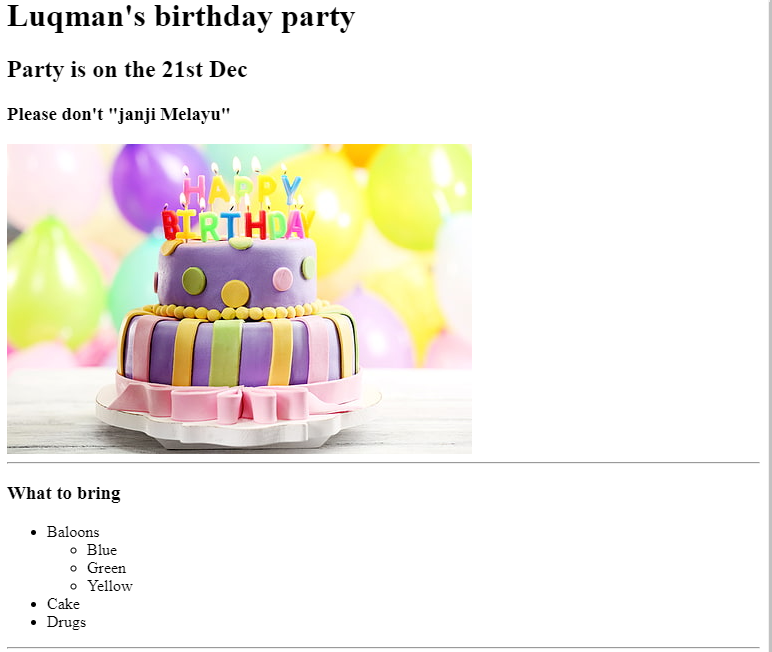 Luqman's birthday party
Party is on the 21st Dec
Please don't "janji Melayu"
HAPPY
BIRTHDAY
What to bring
Baloons
Blue
Green
Yellow
Cake
Drugs